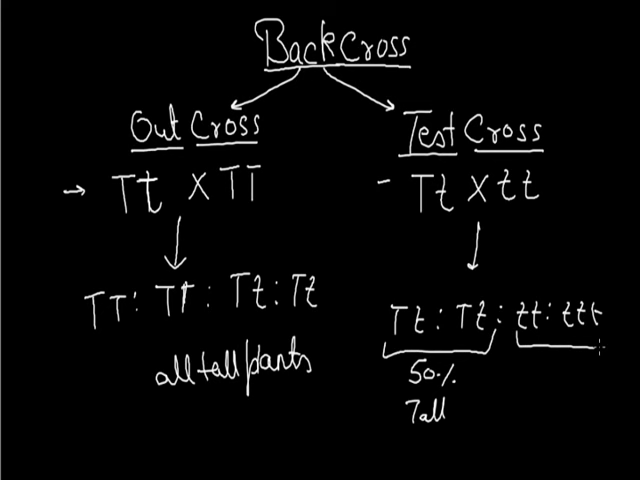 Back Cross
Out Cross
Test Cross
→ Tt X TT
- Tt X tt
TT: TT : Tt : Tt
Tt : Tt : tt : ttt
all tall plants
50%
Tall